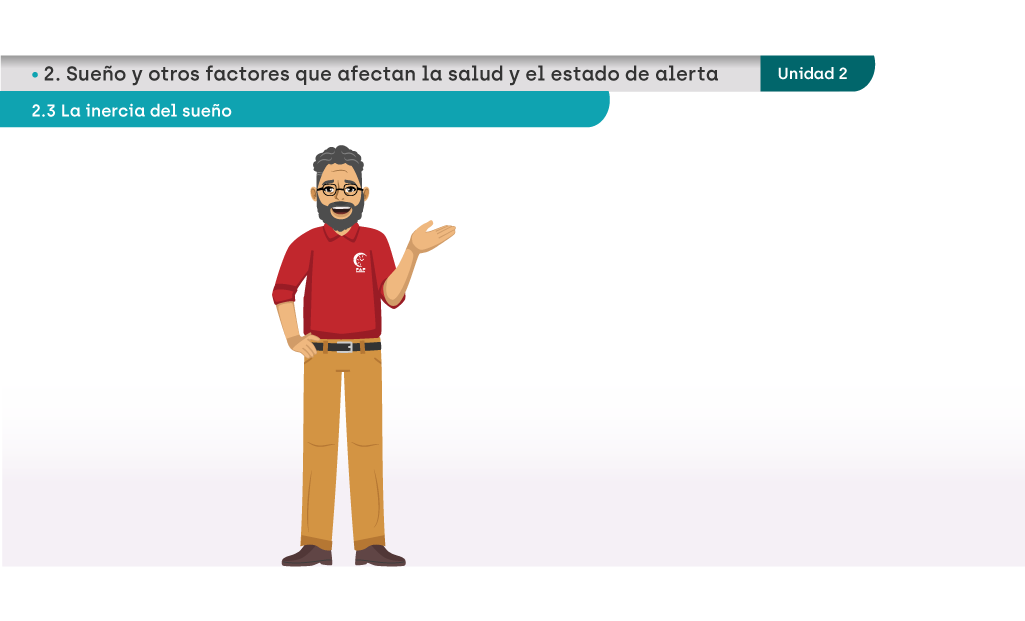 • 2. Sueño y otros factores que afectan la salud y el estado de alerta
Unidad 2
2.3 La inercia del sueño